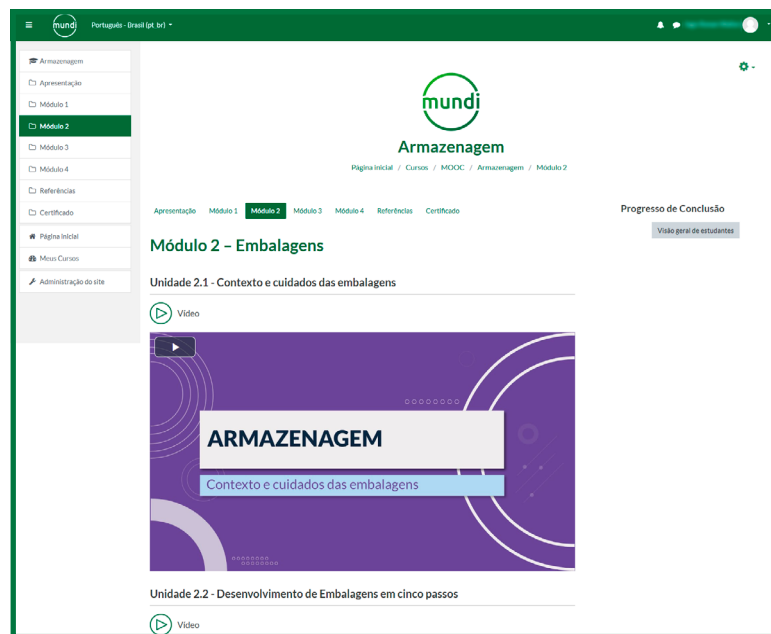 mundi
Português - Brasil (pt_br)
Armazenagem
Apresentação
Módulo 1
Módulo 2
Módulo 3
Módulo 4
Referências
Certificado
Página inicial
Meus Cursos
Administração do site
mundi
Armazenagem
Página inicial / Cursos / MOOC / Armazenagem / Módulo 2
Apresentação Módulo 1 Módulo 2 Módulo 3 Módulo 4 Referências Certificado
Progresso de Conclusão
Visão geral de estudantes
Módulo 2 – Embalagens
Unidade 2.1 - Contexto e cuidados das embalagens
Vídeo
ARMAZENAGEM
Contexto e cuidados das embalagens
Unidade 2.2 - Desenvolvimento de Embalagens em cinco passos
Vídeo